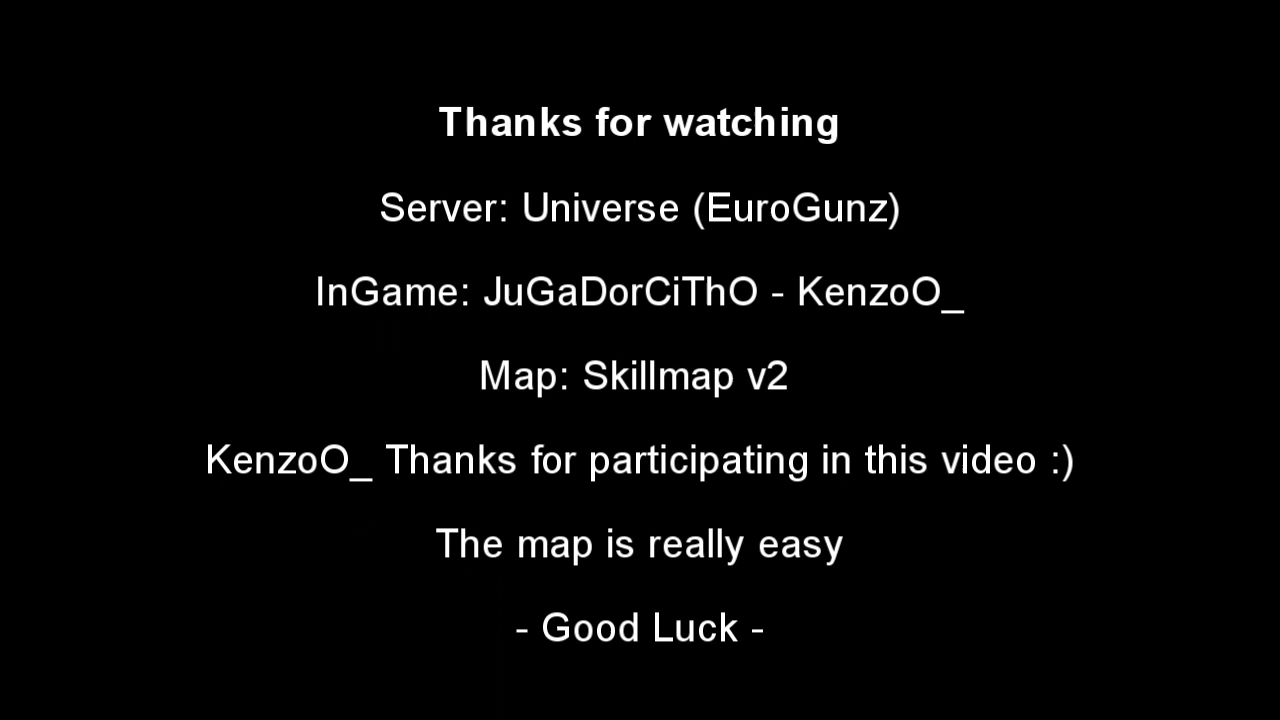 Thanks for watching
Server: Universe (EuroGunz)
InGame: JuGaDorCiThO - KenzoO_
Map: Skillmap v2
KenzoO_ Thanks for participating in this video :)
The map is really easy
- Good Luck -